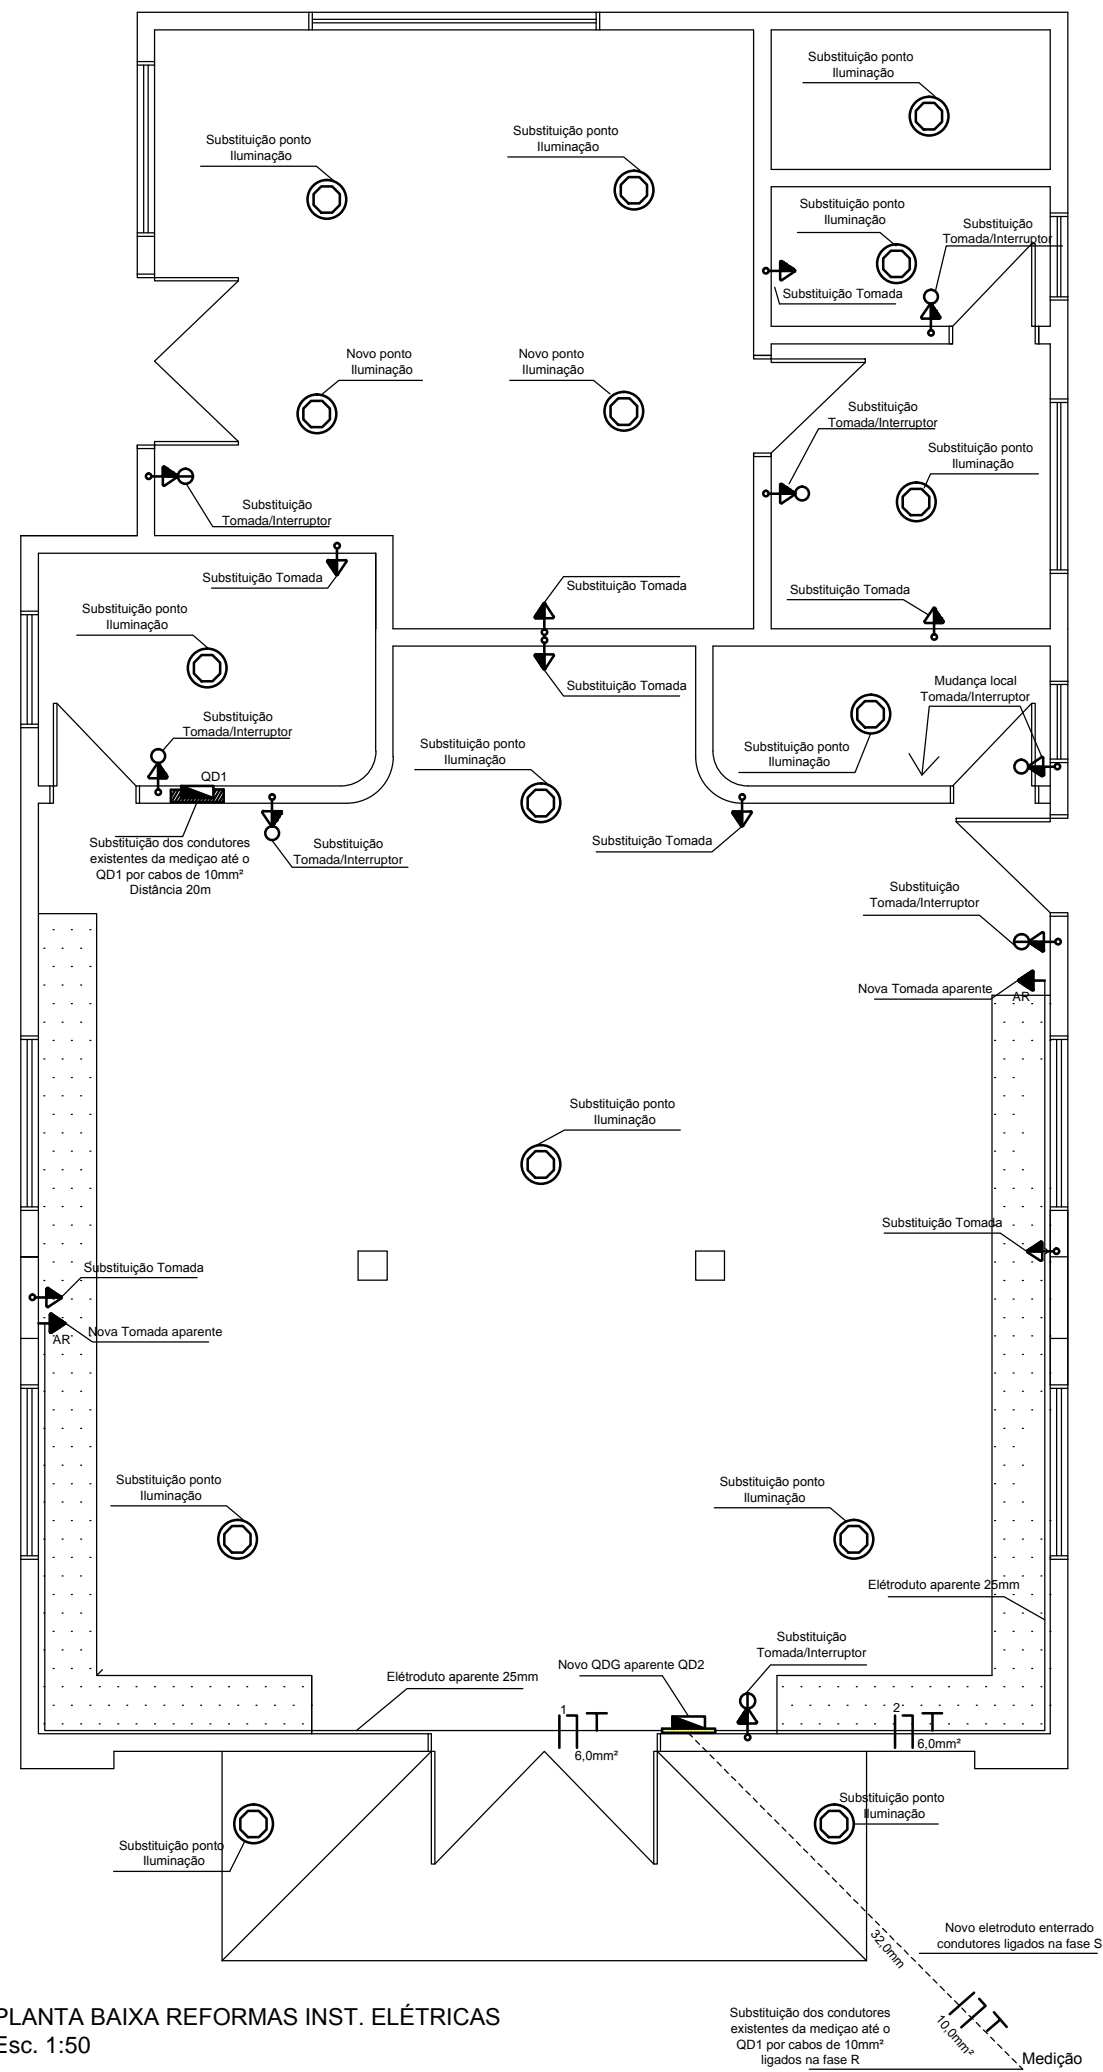 Substituição ponto
Iluminação
Substituição ponto
Iluminação
Substituição ponto
Iluminação
Substituição ponto
Iluminação
Substituição
Tomada/Interruptor
Substituição Tomada
Novo ponto
Iluminação
Novo ponto
Iluminação
Substituição
Tomada/Interruptor
Substituição ponto
Iluminação
Substituição
Tomada/Interruptor
Substituição Tomada
Substituição Tomada
Substituição Tomada
Substituição ponto
Iluminação
Substituição Tomada
Mudança local
Tomada/Interruptor
Substituição
Tomada/Interruptor
Substituição ponto
Iluminação
Substituição ponto
Iluminação
QD1
Substituição dos condutores
existentes da mediçao até o
QD1 por cabos de 10mm²
Distância 20m
Substituição
Tomada/Interruptor
Substituição Tomada
Substituição
Tomada/Interruptor
Nova Tomada aparente
AR
Substituição ponto
Iluminação
Substituição Tomada
Substituição Tomada
Nova Tomada aparente
AR
Substituição ponto
Iluminação
Substituição ponto
Iluminação
Elétroduto aparente 25mm
Substituição
Tomada/Interruptor
Novo QDG aparente QD2
Elétroduto aparente 25mm
1
6,0mm²
2
6,0mm²
Substituição ponto
Iluminação
Substituição ponto
Iluminação
Novo eletroduto enterrado
condutores ligados na fase S
32,0mm
10,0mm²
Substituição dos condutores
existentes da mediçao até o
QD1 por cabos de 10mm²
ligados na fase R
Medição
PLANTA BAIXA REFORMAS INST. ELÉTRICAS
Esc. 1:50